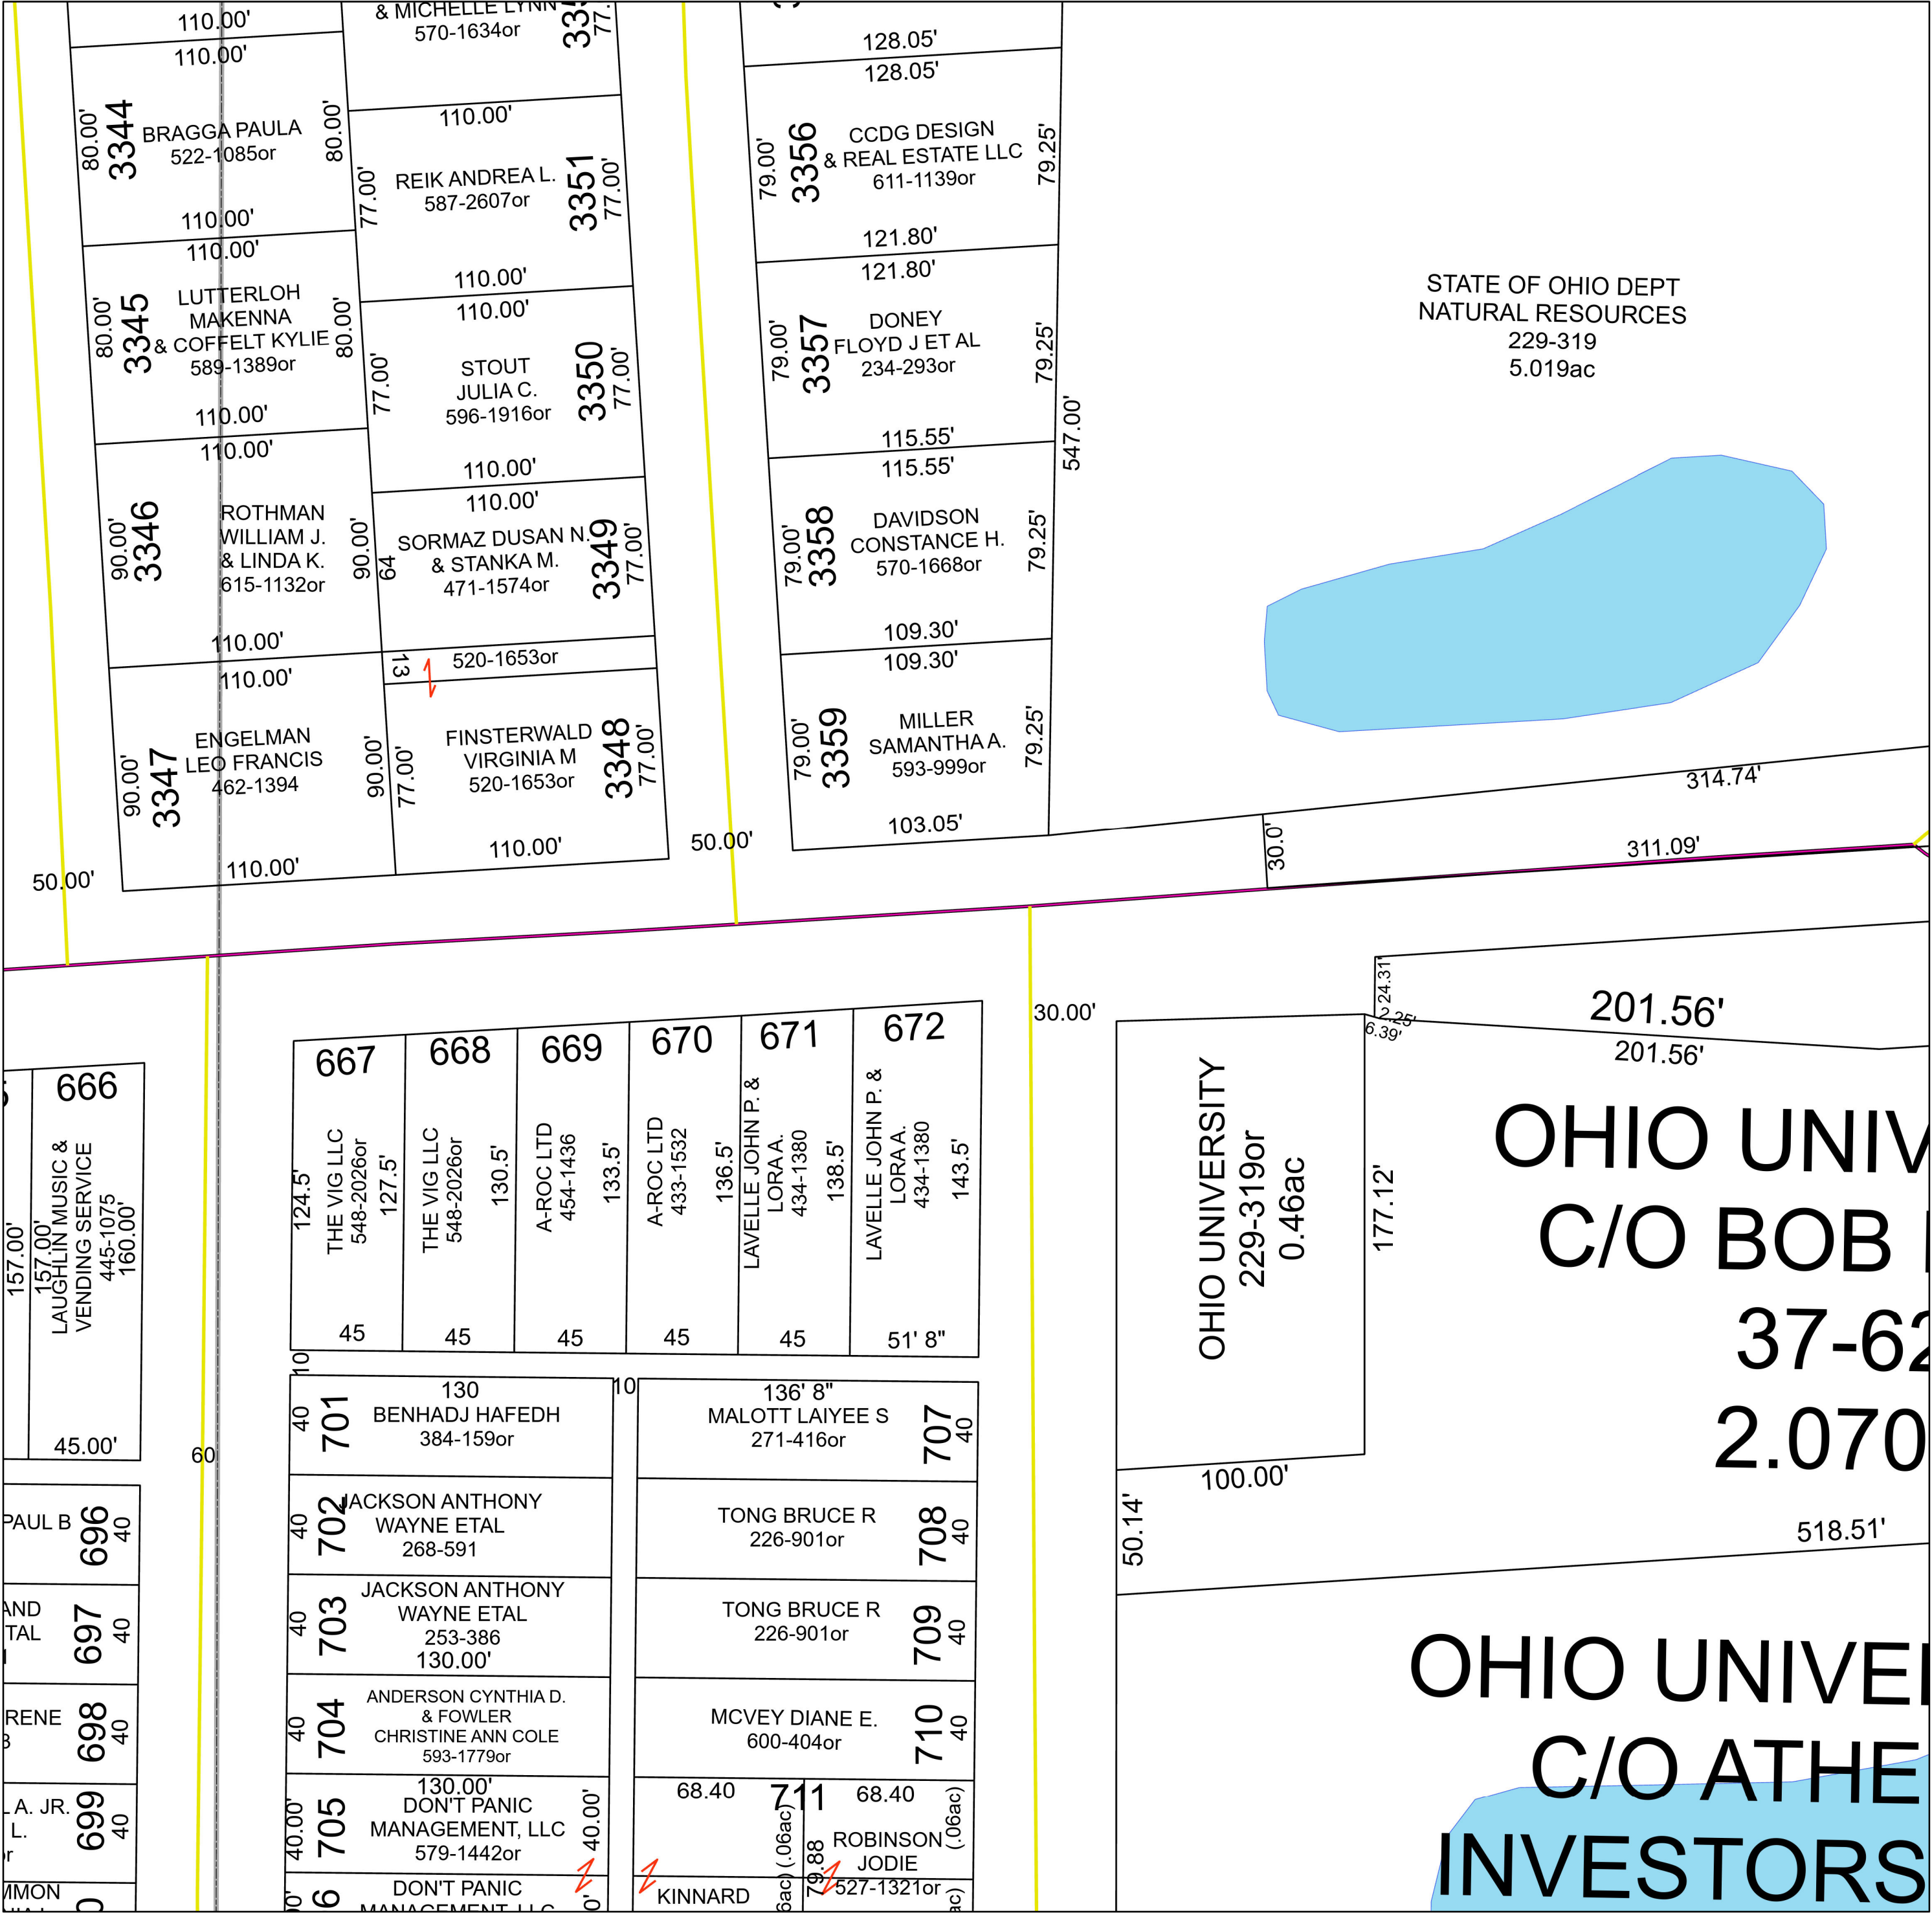 110.00'
110.00'
80.00'
3344
BRAGGA PAULA
522-1085or
80.00'
110.00'
110.00'
80.00'
3345
LUTTERLOH
MAKENNA
& COFFELT KYLIE
589-1389or
80.00'
110.00'
110.00'
90.00'
3346
ROTHMAN
WILLIAM J.
& LINDA K.
615-1132or
90.00'
110.00'
110.00'
90.00'
3347
ENGELMAN
LEO FRANCIS
462-1394
90.00'
110.00'
50.00'
& MICHELLE LYNN
570-1634or
77.
110.00'
77.00'
REIK ANDREA L.
587-2607or
3351
77.00'
110.00'
110.00'
77.00'
STOUT
JULIA C.
596-1916or
3350
77.00'
110.00'
110.00'
64
SORMAZ DUSAN N.
& STANKA M.
471-1574or
3349
77.00'
13
520-1653or
77.00'
FINSTERWALD
VIRGINIA M
520-1653or
3348
77.00'
110.00'
50.00'
128.05'
128.05'
79.00'
3356
CCDG DESIGN
& REAL ESTATE LLC
611-1139or
79.25'
121.80'
121.80'
79.00'
3357
DONEY
FLOYD J ET AL
234-293or
79.25'
115.55'
115.55'
547.00'
79.00'
3358
DAVIDSON
CONSTANCE H.
570-1668or
79.25'
109.30'
109.30'
79.00'
3359
MILLER
SAMANTHA A.
593-999or
79.25'
103.05'
STATE OF OHIO DEPT
NATURAL RESOURCES
229-319
5.019ac
314.74'
30.0'
311.09'
24.31'
2.25'
6.39'
201.56'
201.56'
30.00'
157.00'
666
157.00'
LAUGHLIN MUSIC &
VENDING SERVICE
445-1075
160.00'
45.00'
60
667
124.5'
THE VIG LLC
548-2026or
127.5'
45
668
THE VIG LLC
548-2026or
130.5'
45
669
A-ROC LTD
454-1436
133.5'
45
670
A-ROC LTD
433-1532
136.5'
45
671
LAVELLE JOHN P. &
LORA A.
434-1380
138.5'
45
672
LAVELLE JOHN P. &
LORA A.
434-1380
143.5'
51' 8"
10
10
OHIO UNIVERSITY
229-319or
0.46ac
177.12'
100.00'
50.14'
OHIO UNIV
C/O BOB
37-62
2.070
518.51'
OHIO UNIVE
C/O ATHE
INVESTORS
PAUL B
696
40
AND
TAL
697
40
RENE
698
40
A. JR.
L.
699
40
MMON
130
40
701
BENHADJ HAFEDH
384-159or
40
702
JACKSON ANTHONY
WAYNE ETAL
268-591
40
703
JACKSON ANTHONY
WAYNE ETAL
253-386
130.00'
40
704
ANDERSON CYNTHIA D.
& FOWLER
CHRISTINE ANN COLE
593-1779or
130.00'
40.00'
705
DON'T PANIC
MANAGEMENT, LLC
579-1442or
40.00'
6
DON'T PANIC
MANAGEMENT, LLC
136' 8"
MALOTT LAIYEE S
271-416or
707
40
TONG BRUCE R
226-901or
708
40
TONG BRUCE R
226-901or
709
40
MCVEY DIANE E.
600-404or
710
40
68.40
711
68.40
(.06ac)
79.88
ROBINSON
JODIE
527-1321or
(.06ac)
KINNARD